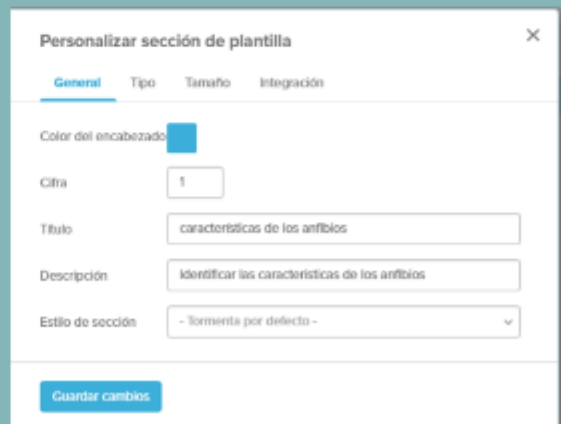 Personalizar sección de plantilla
General Tipo Tamaño Integración
Color del encabezado
Cifra 1
Título características de los anfibios
Descripción Identificar las características de los anfibios
Estilo de sección - Tormenta por defecto -
Guardar cambios